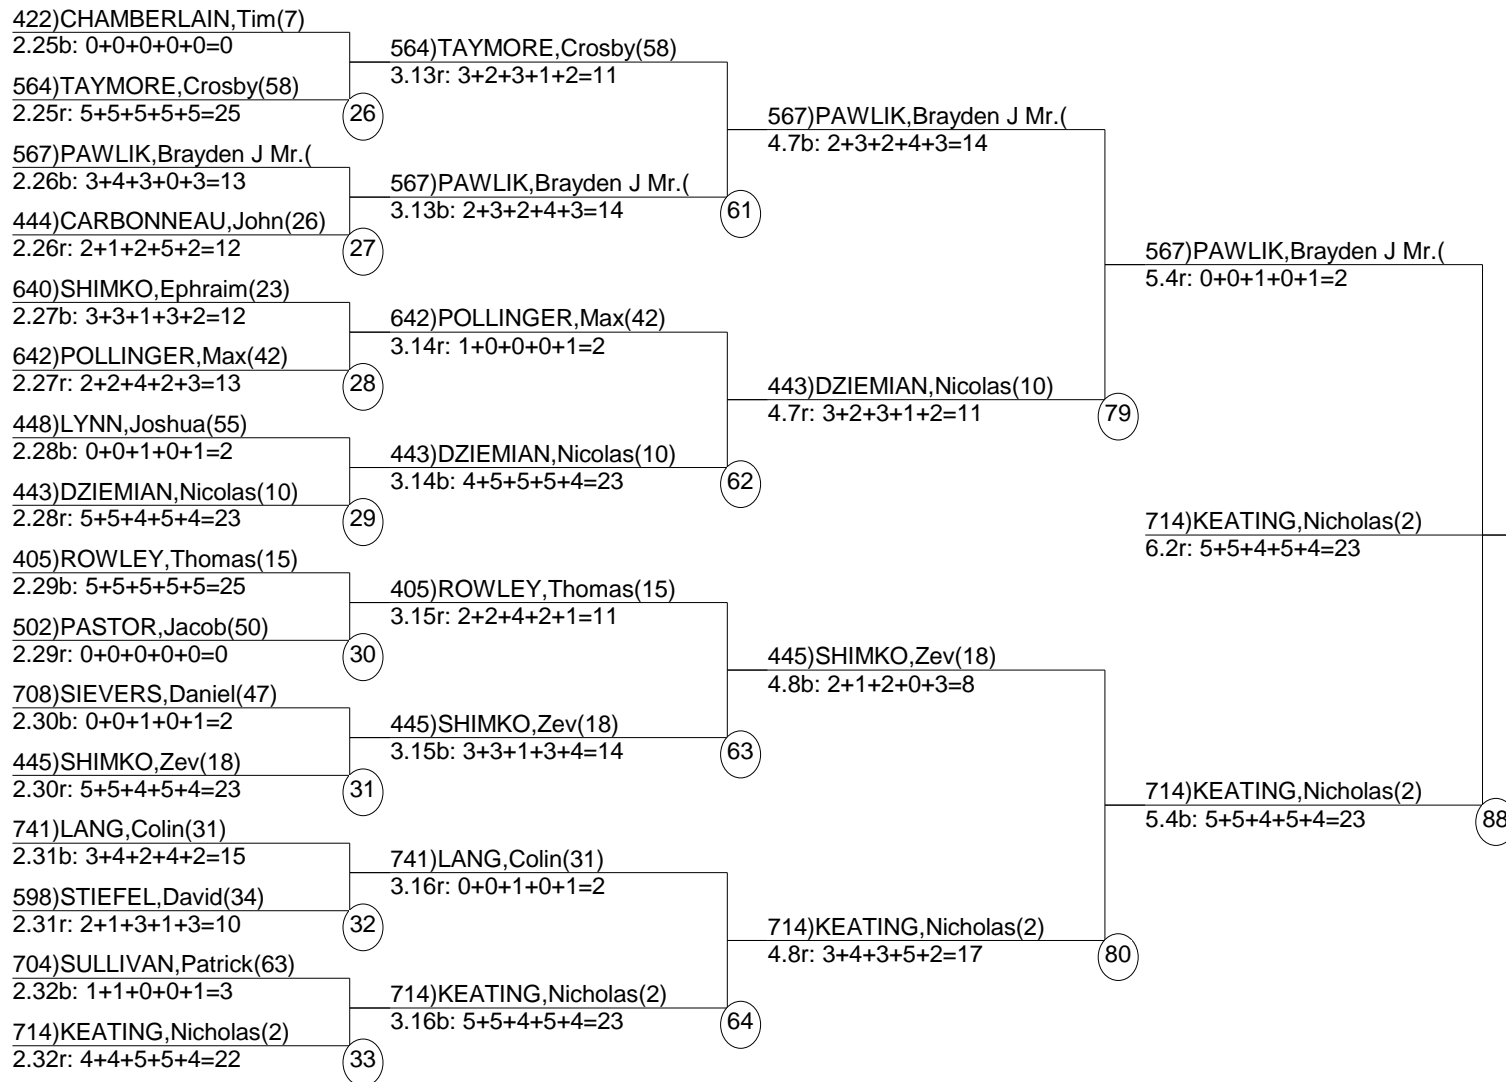 422)CHAMBERLAIN,Tim(7)
2.25b: 0+0+0+0+0=0
564)TAYMORE,Crosby(58)
2.25r: 5+5+5+5+5=25
26
567)PAWLIK,Brayden J Mr.(
2.26b: 3+4+3+0+3=13
444)CARBONNEAU,John(26)
2.26r: 2+1+2+5+2=12
27
640)SHIMKO,Ephraim(23)
2.27b: 3+3+1+3+2=12
642)POLLINGER,Max(42)
2.27r: 2+2+4+2+3=13
28
448)LYNN,Joshua(55)
2.28b: 0+0+1+0+1=2
443)DZIEMIAN,Nicolas(10)
2.28r: 5+5+4+5+4=23
29
405)ROWLEY,Thomas(15)
2.29b: 5+5+5+5+5=25
502)PASTOR,Jacob(50)
2.29r: 0+0+0+0+0=0
30
708)SIEVERS,Daniel(47)
2.30b: 0+0+1+0+1=2
445)SHIMKO,Zev(18)
2.30r: 5+5+4+5+4=23
31
741)LANG,Colin(31)
2.31b: 3+4+2+4+2=15
598)STIEFEL,David(34)
2.31r: 2+1+3+1+3=10
32
704)SULLIVAN,Patrick(63)
2.32b: 1+1+0+0+1=3
714)KEATING,Nicholas(2)
2.32r: 4+4+5+5+4=22
33
564)TAYMORE,Crosby(58)
3.13r: 3+2+3+1+2=11
567)PAWLIK,Brayden J Mr.(
3.13b: 2+3+2+4+3=14
61
642)POLLINGER,Max(42)
3.14r: 1+0+0+0+1=2
443)DZIEMIAN,Nicolas(10)
3.14b: 4+5+5+5+4=23
62
405)ROWLEY,Thomas(15)
3.15r: 2+2+4+2+1=11
445)SHIMKO,Zev(18)
3.15b: 3+3+1+3+4=14
63
741)LANG,Colin(31)
3.16r: 0+0+1+0+1=2
714)KEATING,Nicholas(2)
3.16b: 5+5+4+5+4=23
64
567)PAWLIK,Brayden J Mr.(
4.7b: 2+3+2+4+3=14
443)DZIEMIAN,Nicolas(10)
4.7r: 3+2+3+1+2=11
79
445)SHIMKO,Zev(18)
4.8b: 2+1+2+0+3=8
714)KEATING,Nicholas(2)
4.8r: 3+4+3+5+2=17
80
567)PAWLIK,Brayden J Mr.(
5.4r: 0+0+1+0+1=2
714)KEATING,Nicholas(2)
5.4b: 5+5+4+5+4=23
88
714)KEATING,Nicholas(2)
6.2r: 5+5+4+5+4=23